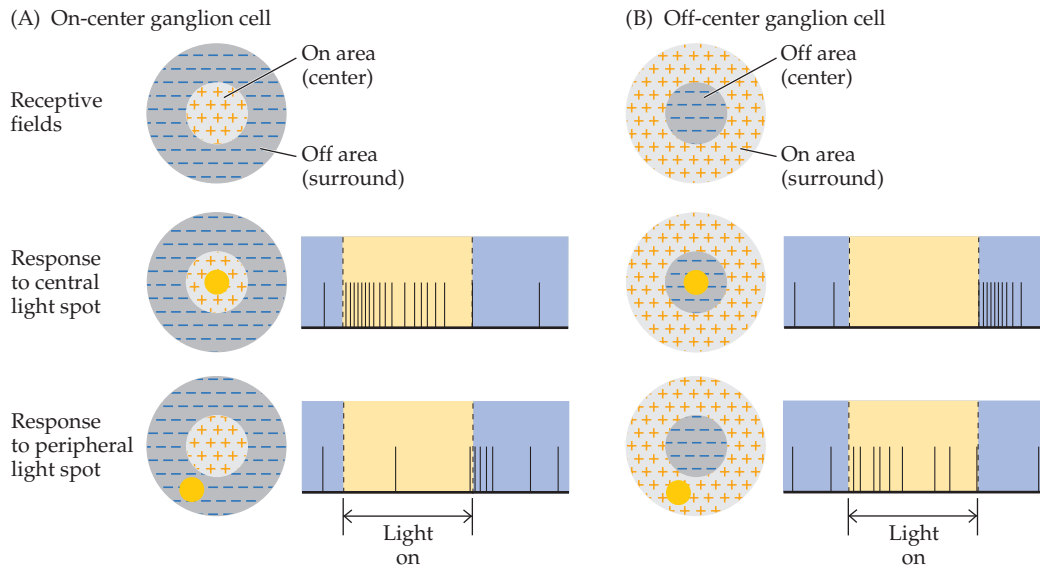 (A) On-center ganglion cell
On area
(center)
Receptive
fields
Off area
(surround)
Response
to central
light spot
Response
to peripheral
light spot
Light
on
(B) Off-center ganglion cell
Off area
(center)
On area
(surround)
Light
on